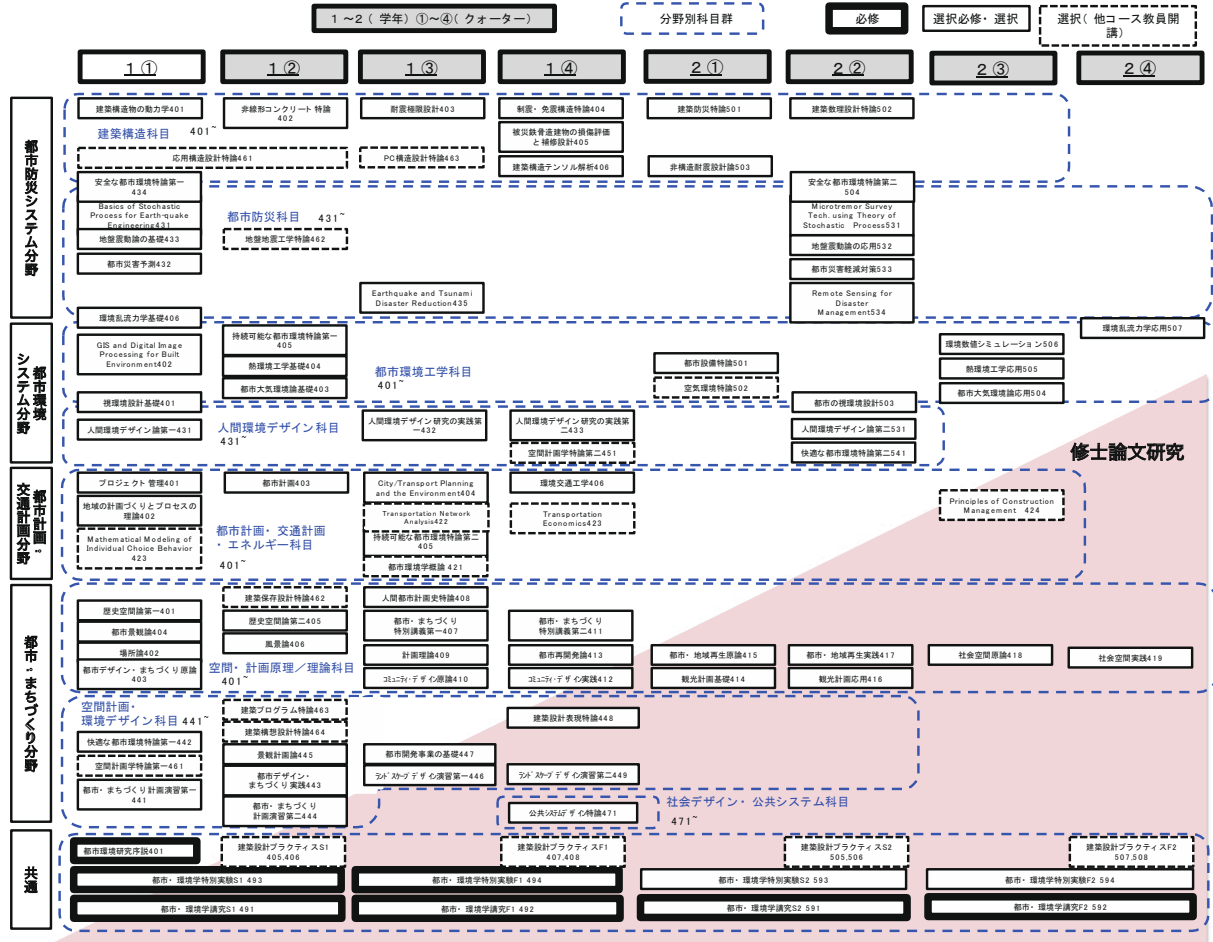 1～2(学年)①～④(クォーター)
分野別科目群
必修
選択必修・選択
選択(他コース教員開
講)
1①
1②
1③
1④
2①
2②
2③
2④
都市防災システム分野
建築構造物の動力学401
非線形コンクリート特論
402
耐震極限設計403
制震・免震構造特論404
建築防災特論501
建築数理設計特論502
建築構造科目 401~
被災鉄骨造建物の損傷評価
と補修設計405
応用構造設計特論461
PC構造設計特論463
建築構造テンソル解析406
非構造耐震設計論503
安全な都市環境特論第一
434
安全な都市環境特論第二
504
Basics of Stochastic
Process for Earth-quake
Engineering431
都市防災科目 431~
Microtremor Survey
Tech. using Theory of
Stochastic Process531
地盤震動論の基礎433
地盤地震工学特論462
地盤震動論の応用532
都市災害予測432
都市災害軽減対策533
Earthquake and Tsunami
Disaster Reduction435
Remote Sensing for
Disaster
Management534
都市環境
システム分野
環境乱流力学基礎406
環境乱流力学応用507
GIS and Digital Image
Processing for Built
Environment402
持続可能な都市環境特論第一
405
環境数値シミュレーション506
熱環境工学基礎404
都市環境工学科目
401~
都市設備特論501
熱環境工学応用505
都市大気環境論基礎403
空気環境特論502
都市大気環境論応用504
視環境設計基礎401
都市の視環境設計503
人間環境デザイン論第一431
人間環境デザイン科目
431~
人間環境デザイン研究の実践第
一432
人間環境デザイン研究の実践第
二433
人間環境デザイン論第二531
空間計画学特論第二451
快適な都市環境特論第二541
修士論文研究
都市計画・
交通計画分野
プロジェクト管理401
都市計画403
City/Transport Planning
and the Environment404
環境交通工学406
地域の計画づくりとプロセスの
理論402
Transportation Network
Analysis422
Transportation
Economics423
Principles of Construction
Management 424
Mathematical Modeling of
Individual Choice Behavior
423
都市計画・交通計画
・エネルギー科目
401~
持続可能な都市環境特論第二
405
都市環境学概論 421
都市・まちづくり分野
建築保存設計特論462
人間都市計画史特論408
歴史空間論第一401
歴史空間論第二405
都市・まちづくり
特別講義第一407
都市・まちづくり
特別講義第二411
都市景観論404
風景論406
場所論402
計画理論409
都市再開発論413
都市・地域再生原論415
都市・地域再生実践417
社会空間原論418
社会空間実践419
都市デザイン・まちづくり原論
403
空間・計画原理／理論科目
401~
コミュニティ・デザイン原論410
コミュニティ・デザイン実践412
観光計画基礎414
観光計画応用416
空間計画・
環境デザイン科目 441~
建築プログラム特論463
建築設計表現特論448
建築構想設計特論464
快適な都市環境特論第一442
景観計画論445
都市開発事業の基礎447
空間計画学特論第一461
都市デザイン・
まちづくり実践443
ランドスケープデザイン演習第一446
ランドスケープデザイン演習第二449
都市・まちづくり計画演習第一
441
都市・まちづくり
計画演習第二444
公共システムデザイン特論471
社会デザイン・公共システム科目
471~
共通
都市環境研究序説401
建築設計プラクティスS1
405,406
建築設計プラクティスF1
407,408
建築設計プラクティスS2
505,506
建築設計プラクティスF2
507,508
都市・環境学特別実験S1 493
都市・環境学特別実験F1 494
都市・環境学特別実験S2 593
都市・環境学特別実験F2 594
都市・環境学講究S1 491
都市・環境学講究F1 492
都市・環境学講究S2 591
都市・環境学講究F2 592